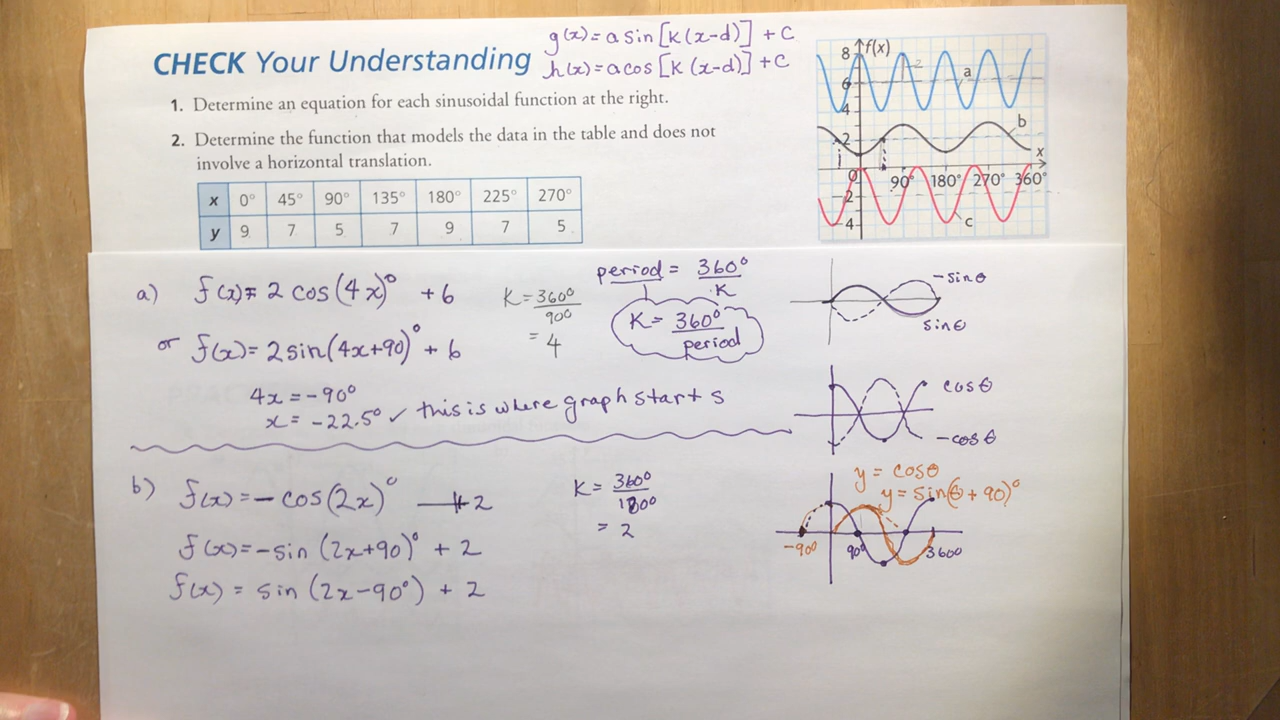 g(x) = a sin [k(x-d)] + c
CHECK Your Understanding
h(x) = a cos [k (x-d)] + c
1. Determine an equation for each sinusoidal function at the right.
2. Determine the function that models the data in the table and does not
involve a horizontal translation.
x 0° 45° 90° 135° 180° 225° 270°
y 9 7 5 7 9 7 5
f(x)
8
6
4
2
0
-2
-4
a
b
c
x
90° 180° 270° 360°
a) f(x) = 2 cos(4x)° + 6
or f(x) = 2 sin(4x+90)° + 6
4x = -90°
x = -22.5° ✓ this is where graph starts
K = 360°
90°
= 4
period = 360°
K
K = 360°
period
-sinθ
sinθ
cosθ
-cosθ
b) f(x) = - cos(2x)° + 2
f(x) = -sin (2x+90)° + 2
f(x) = sin (2x-90°) + 2
K = 360°
180°
= 2
y = cosθ
y = sin(θ + 90)°
-90° 90° 360°